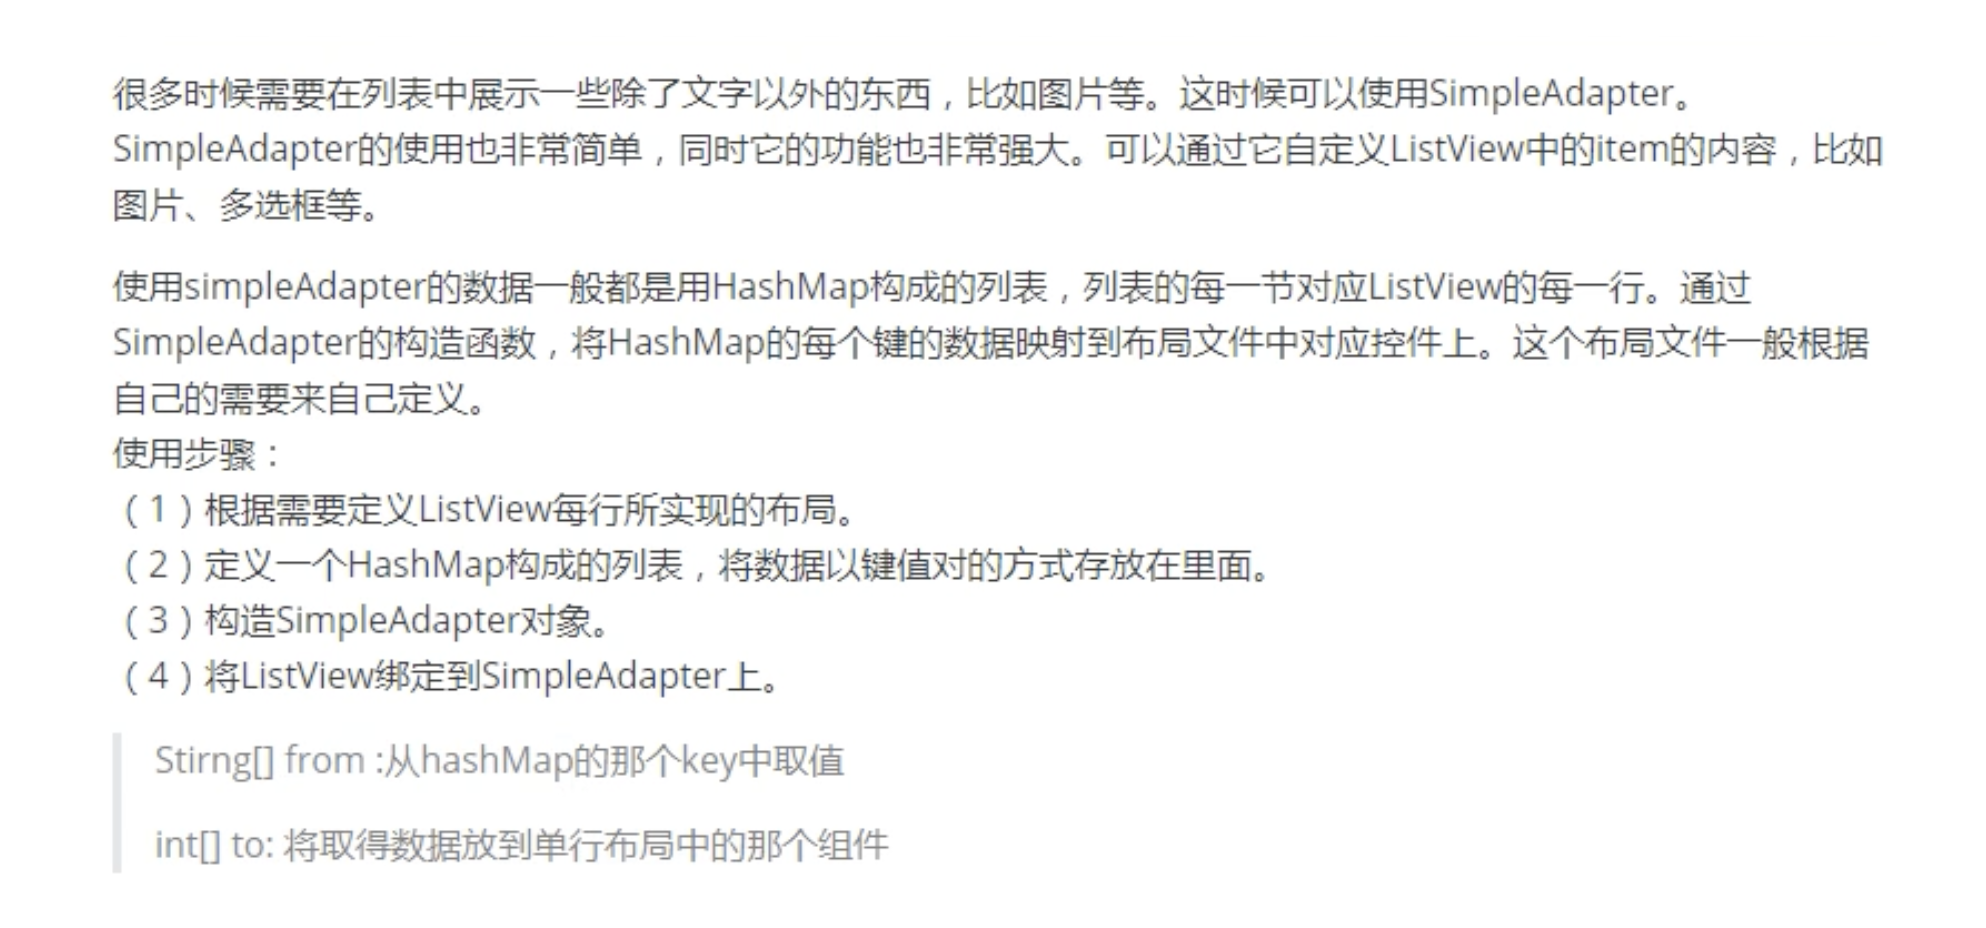 很多时候需要在列表中展示一些除了文字以外的东西，比如图片等。这时候可以使用SimpleAdapter。
SimpleAdapter的使用也非常简单，同时它的功能也非常强大。可以通过它自定义ListView中的item的内容，比如
图片、多选框等。
使用simpleAdapter的数据一般都是用HashMap构成的列表，列表的每一节对应ListView的每一行。通过
SimpleAdapter的构造函数，将HashMap的每个键的数据映射到布局文件中对应控件上。这个布局文件一般根据
自己的需要来自己定义。
使用步骤：
（1）根据需要定义ListView每行所实现的布局。
（2）定义一个HashMap构成的列表，将数据以键值对的方式存放在里面。
（3）构造SimpleAdapter对象。
（4）将ListView绑定到SimpleAdapter上。
Stirng[] from :从hashMap的那个key中取值
int[] to: 将取得数据放到单行布局中的那个组件